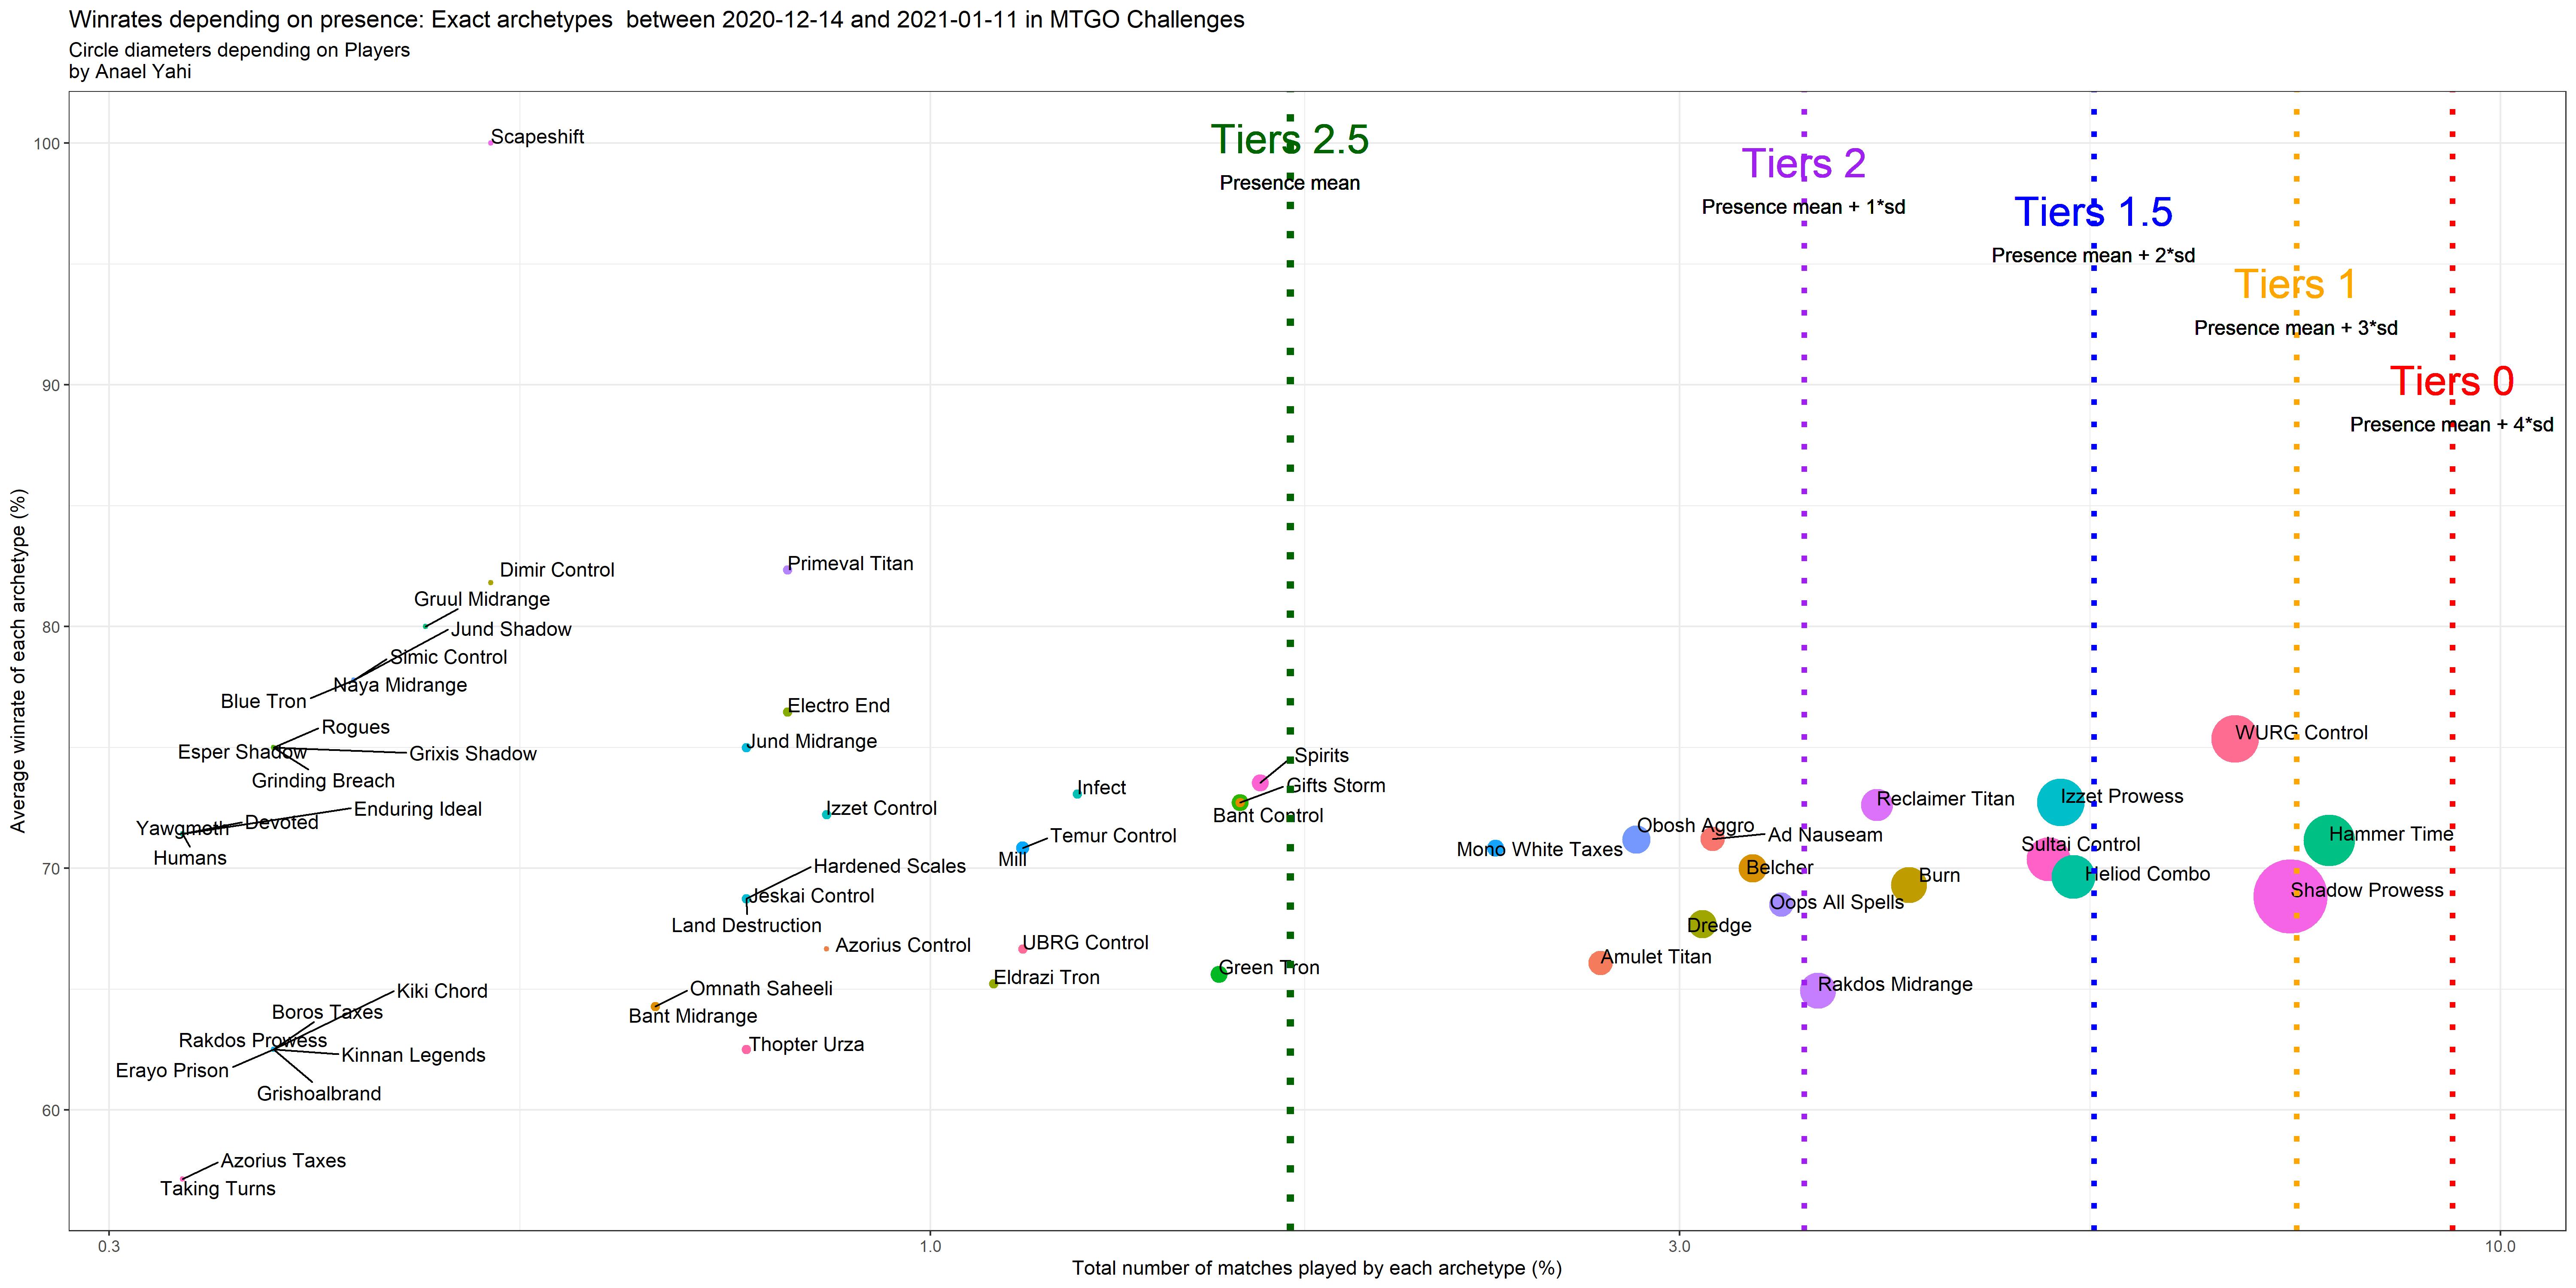 Winrates depending on presence: Exact archetypes  between 2020-12-14 and 2021-01-11 in MTGO Challenges
Circle diameters depending on Players
by Anael Yahi
Average winrate of each archetype (%)
100
90
80
70
60
Scapeshift
Tiers 2.5
Presence mean
Tiers 2
Presence mean + 1*sd
Tiers 1.5
Presence mean + 2*sd
Tiers 1
Presence mean + 3*sd
Tiers 0
Presence mean + 4*sd
Primeval Titan
Dimir Control
Gruul Midrange
Jund Shadow
Simic Control
Naya Midrange
Blue Tron
Rogues
Esper Shadow
Grixis Shadow
Grinding Breach
Enduring Ideal
Devoted
Yawgmoth
Humans
Electro End
Jund Midrange
Infect
Izzet Control
Spirits
Gifts Storm
Bant Control
Temur Control
Mill
Hardened Scales
Jeskai Control
Land Destruction
Azorius Control
UBRG Control
Eldrazi Tron
Green Tron
Omnath Saheeli
Bant Midrange
Thopter Urza
Kiki Chord
Boros Taxes
Rakdos Prowess
Kinnan Legends
Erayo Prison
Grishoalbrand
Azorius Taxes
Taking Turns
WURG Control
Reclaimer Titan
Izzet Prowess
Obosh Aggro
Ad Nauseam
Mono White Taxes
Belcher
Sultai Control
Hammer Time
Heliod Combo
Burn
Shadow Prowess
Oops All Spells
Dredge
Amulet Titan
Rakdos Midrange
0.3
1.0
3.0
10.0
Total number of matches played by each archetype (%)